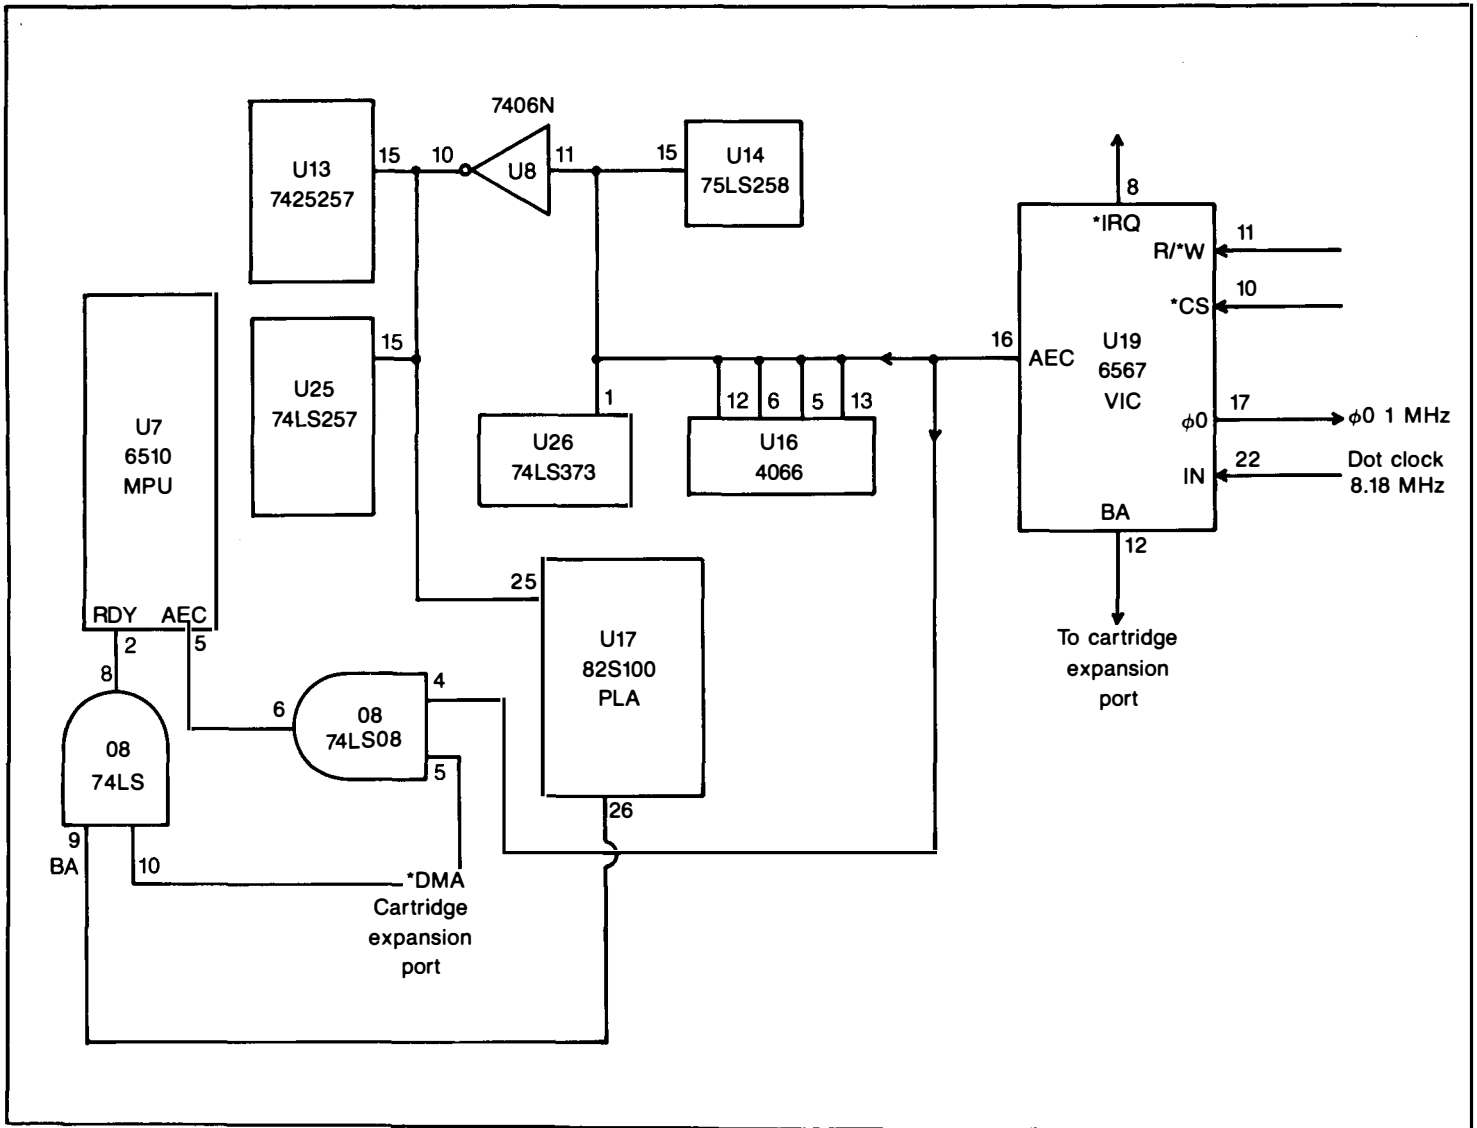 7406N
U13
7425257
15
10
U8
11
15
U14
75LS258
8
*IRQ
R/*W
11
*CS
10
U7
6510
MPU
RDY
AEC
U25
74LS257
15
1
U26
74LS373
12
6
5
13
U16
4066
16
AEC
U19
6567
VIC
φ0
17
φ0 1 MHz
IN
22
Dot clock
8.18 MHz
BA
12
To cartridge
expansion
port
25
U17
82S100
PLA
26
2
5
8
6
08
74LS08
4
5
08
74LS
9
BA
10
*DMA
Cartridge
expansion
port